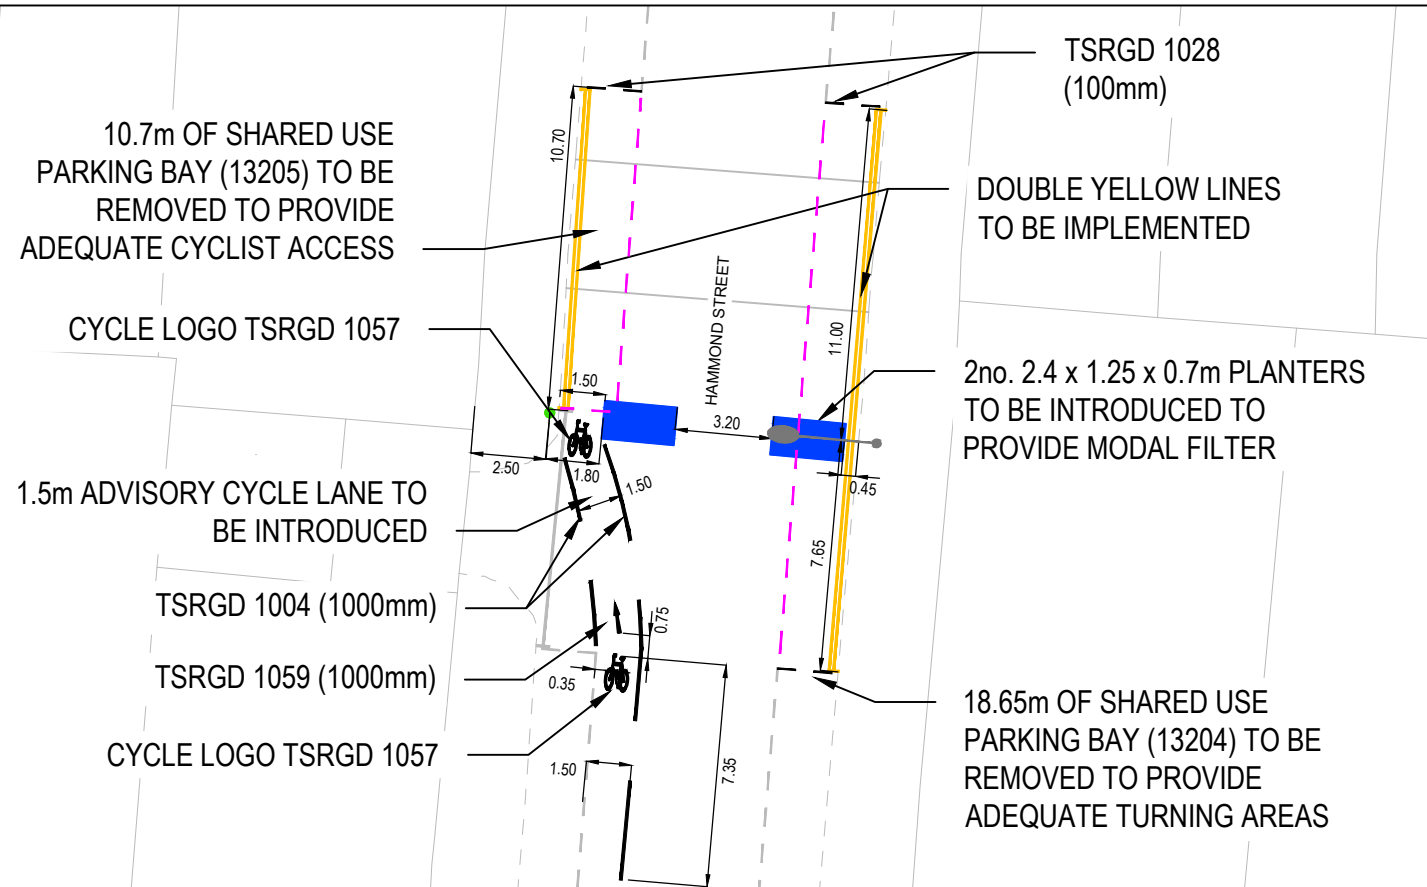 TSRGD 1028
(100mm)
10.7m OF SHARED USE
PARKING BAY (13205) TO BE
REMOVED TO PROVIDE
ADEQUATE CYCLIST ACCESS
10.70
DOUBLE YELLOW LINES
TO BE IMPLEMENTED
HAMMOND STREET
CYCLE LOGO TSRGD 1057
11.00
2no. 2.4 x 1.25 x 0.7m PLANTERS
TO BE INTRODUCED TO
PROVIDE MODAL FILTER
1.50
3.20
2.50
1.80
1.50
0.45
1.5m ADVISORY CYCLE LANE TO
BE INTRODUCED
7.65
TSRGD 1004 (1000mm)
0.75
TSRGD 1059 (1000mm)
0.35
18.65m OF SHARED USE
PARKING BAY (13204) TO BE
REMOVED TO PROVIDE
ADEQUATE TURNING AREAS
CYCLE LOGO TSRGD 1057
1.50
7.35